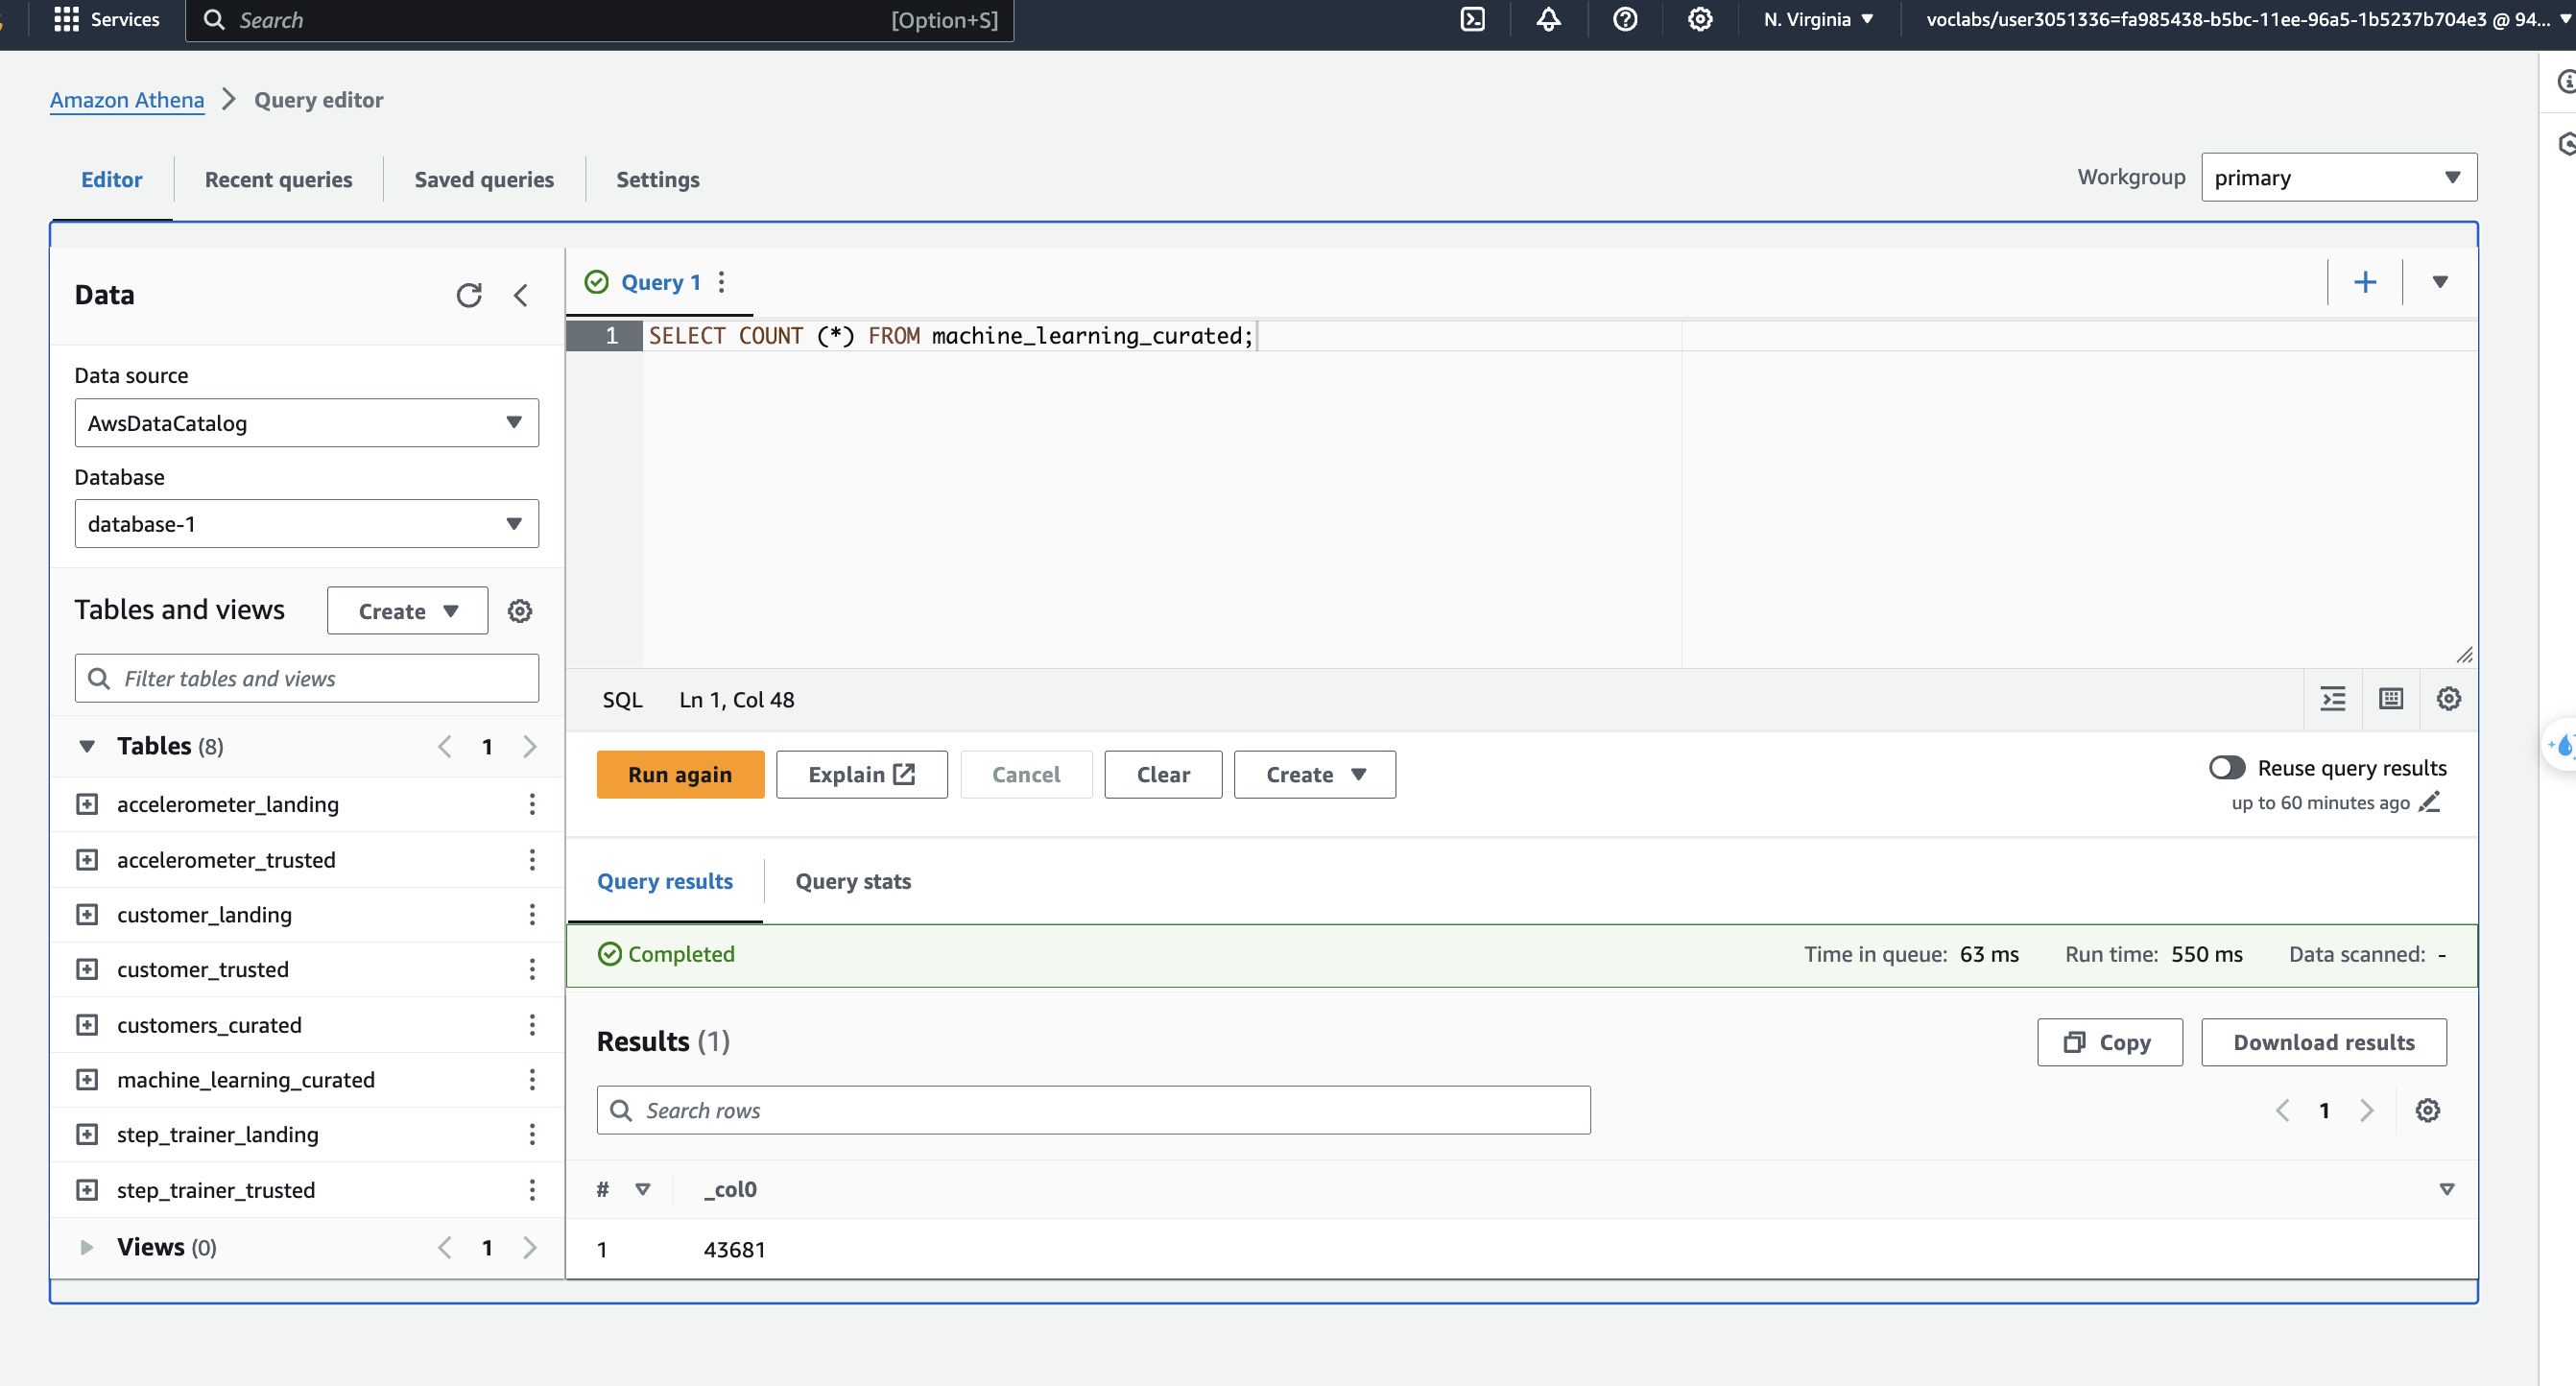 Services
Search
[Option+S]
N. Virginia
voclabs/user3051336=fa985438-b5bc-11ee-96a5-1b5237b704e3 @ 94...
Amazon Athena
Query editor
Editor
Recent queries
Saved queries
Settings
Workgroup
primary
Data
Data source
AwsDataCatalog
Database
database-1
Tables and views
Create
Filter tables and views
Tables (8)
1
accelerometer_landing
accelerometer_trusted
customer_landing
customer_trusted
customers_curated
machine_learning_curated
step_trainer_landing
step_trainer_trusted
Views (0)
1
Query 1
1 SELECT COUNT (*) FROM machine_learning_curated;
SQL Ln 1, Col 48
Run again
Explain
Cancel
Clear
Create
Reuse query results
up to 60 minutes ago
Query results
Query stats
Completed
Time in queue: 63 ms
Run time: 550 ms
Data scanned: -
Results (1)
Copy
Download results
Search rows
1
# _col0
1 43681